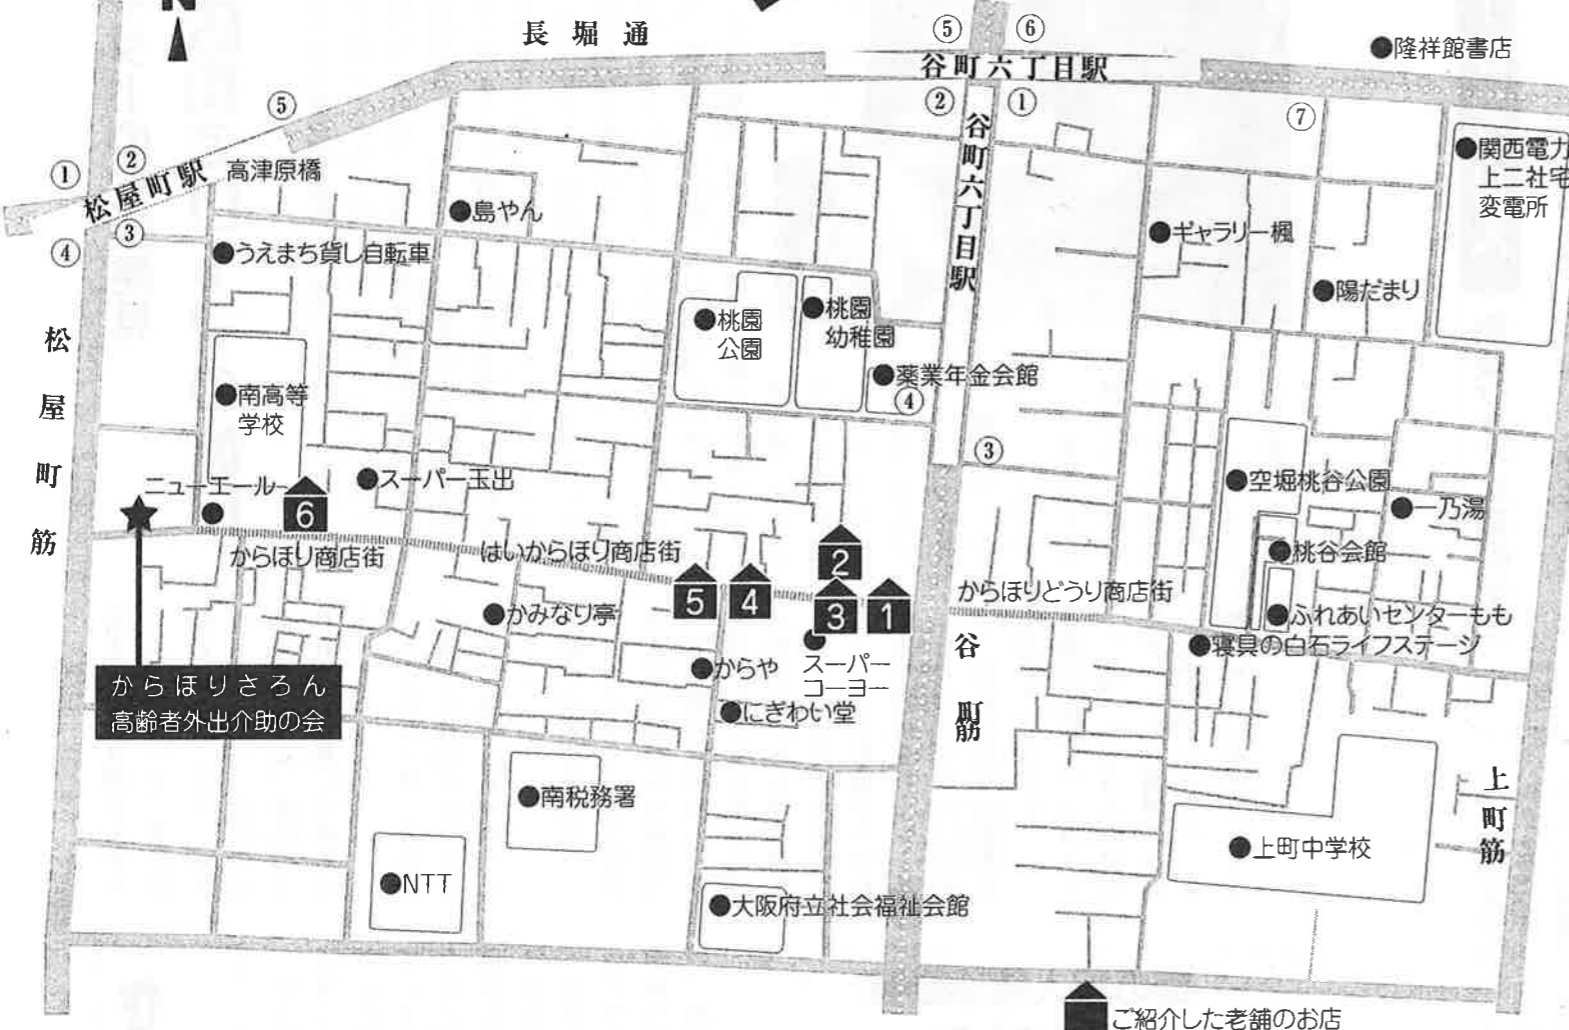 N
長堀通
⑤
⑥
谷町六丁目駅
●隆祥館書店
②
①
⑦
⑤
①
②
松屋町駅
高津原橋
③
④
谷町六丁目駅
●関西電力
上二社宅
変電所
●島やん
●うえまち貸し自転車
●ギャラリー楓
●陽だまり
●桃園
公園
●桃園
幼稚園
●薬業年金会館
④
松屋町筋
●南高等
学校
③
●スーパー玉出
ニューエール
●空堀桃谷公園
●一乃湯
6
からほり商店街
はいからほり商店街
2
●桃谷会館
5
4
3
1
からほりどうり商店街
●かみなり亭
●ふれあいセンターもも
●寝具の白石ライフステージ
●からや
スーパー
コーヨー
谷町筋
からほりさろん
高齢者外出介助の会
●にぎわい堂
●南税務署
上町筋
●上町中学校
●NTT
●大阪府立社会福祉会館
ご紹介した老舗のお店